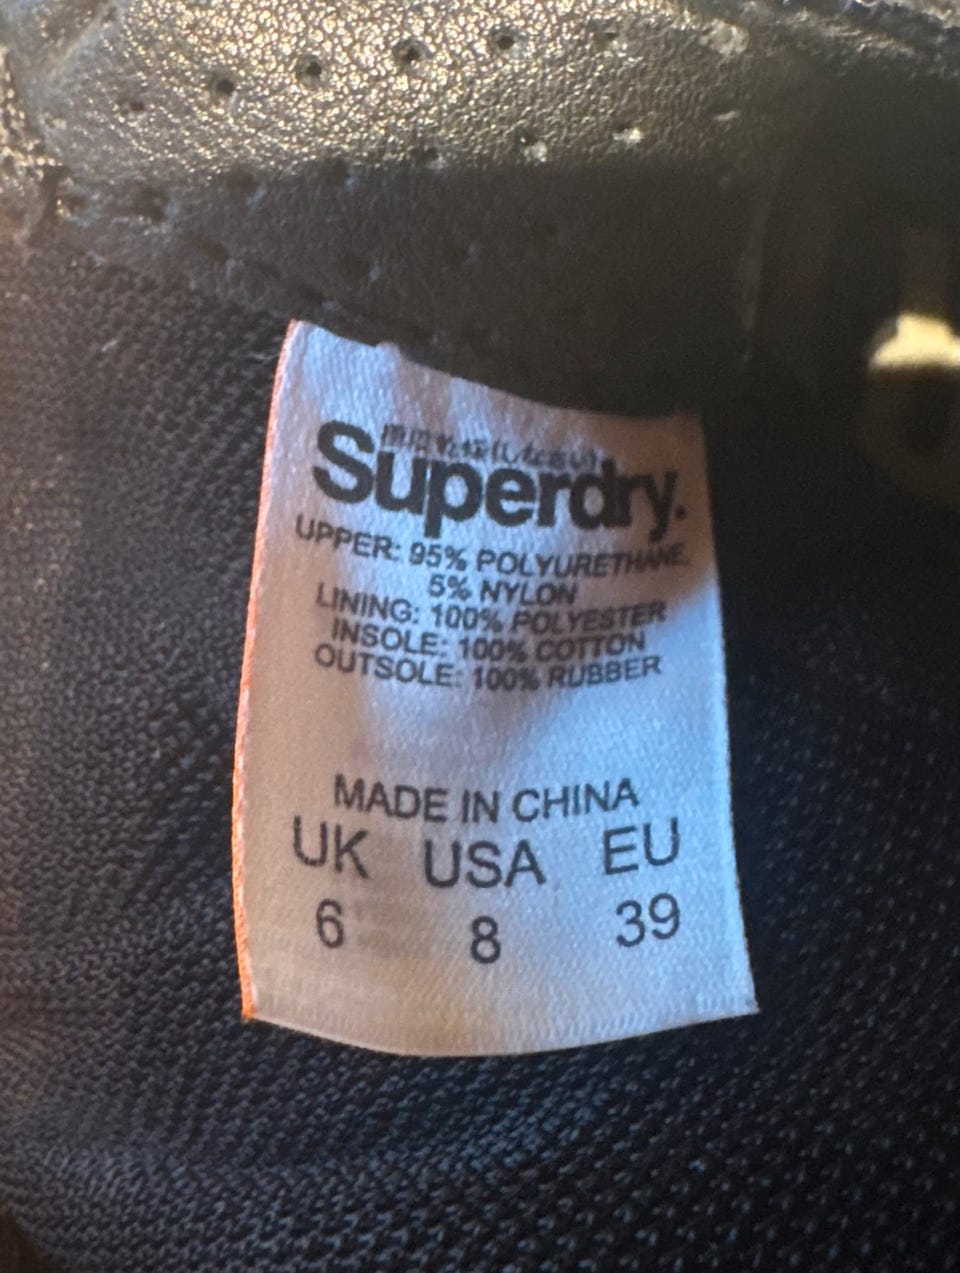 Superdry.
UPPER: 95% POLYURETHANE,
5% NYLON
LINING: 100% POLYESTER
INSOLE: 100% COTTON
OUTSOLE: 100% RUBBER
MADE IN CHINA
UK USA EU
6 8 39